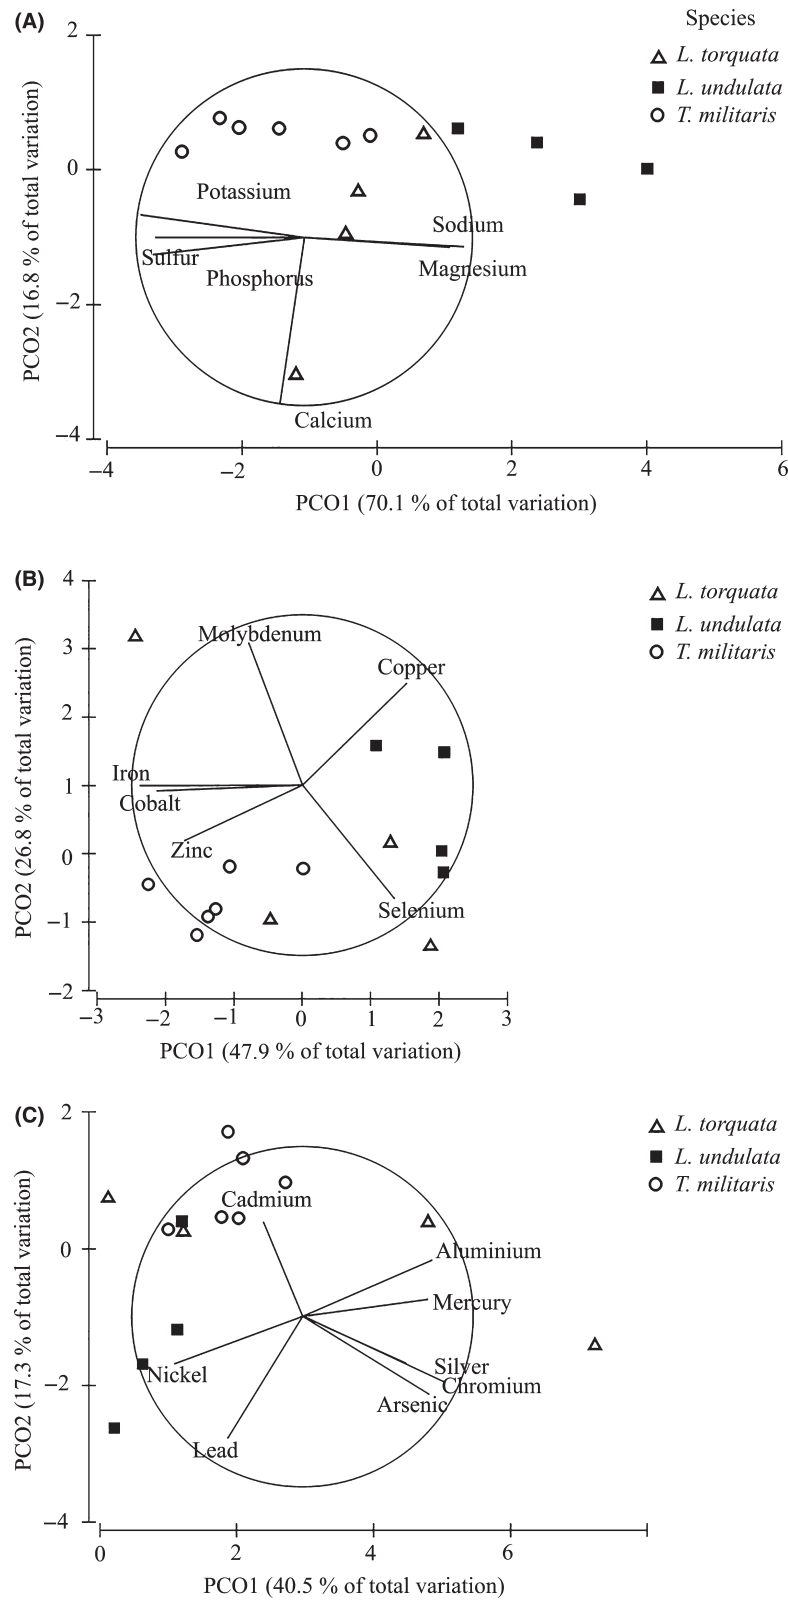 (A)
Species
L. torquata
L. undulata
T. militaris
2
0
−2
−4
PCO2 (16.8 % of total variation)
Potassium
Sodium
Sulfur
Phosphorus
Magnesium
Calcium
−4 −2 0 2 4 6
PCO1 (70.1 % of total variation)
(B)
L. torquata
L. undulata
T. militaris
4
3
2
1
0
−1
−2
PCO2 (26.8 % of total variation)
Molybdenum
Copper
Iron
Cobalt
Zinc
Selenium
−3 −2 −1 0 1 2 3
PCO1 (47.9 % of total variation)
(C)
L. torquata
L. undulata
T. militaris
2
0
−2
−4
PCO2 (17.3 % of total variation)
Cadmium
Aluminium
Mercury
Silver
Nickel
Chromium
Arsenic
Lead
0 2 4 6
PCO1 (40.5 % of total variation)